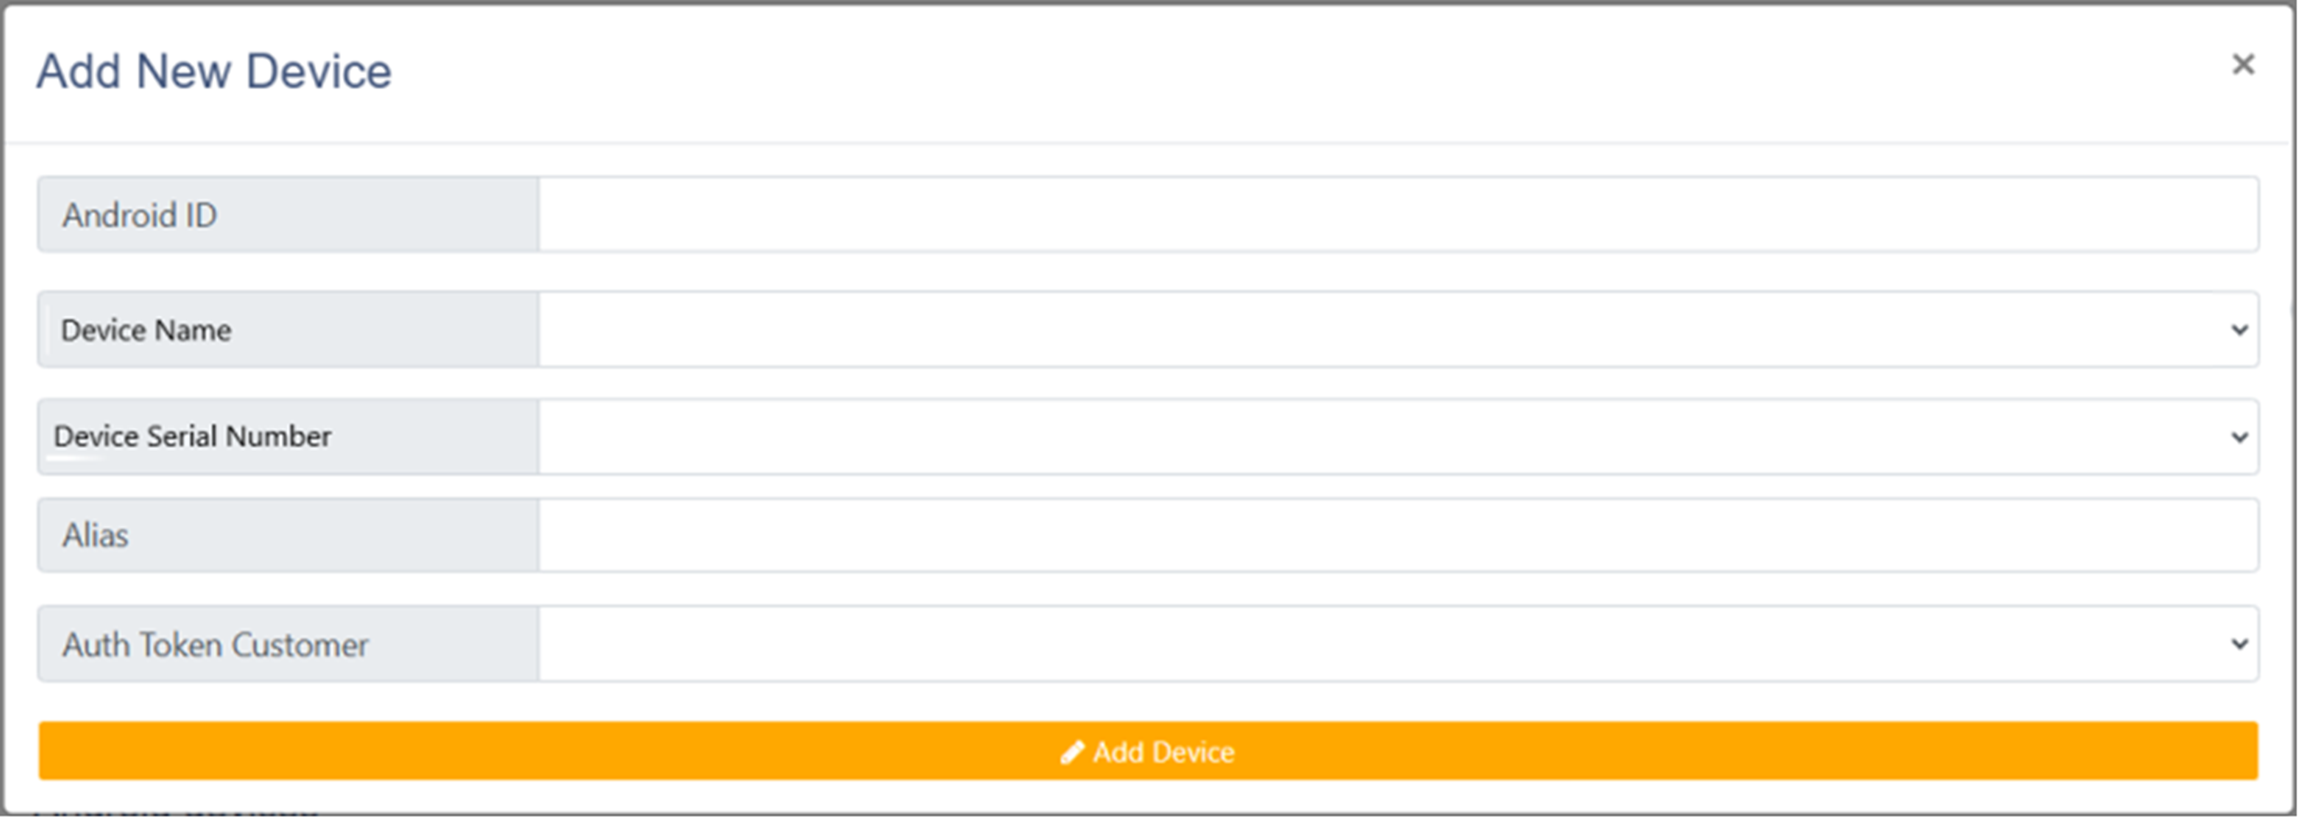 Add New Device
×
Android ID
Device Name
Device Serial Number
Alias
Auth Token Customer
Add Device